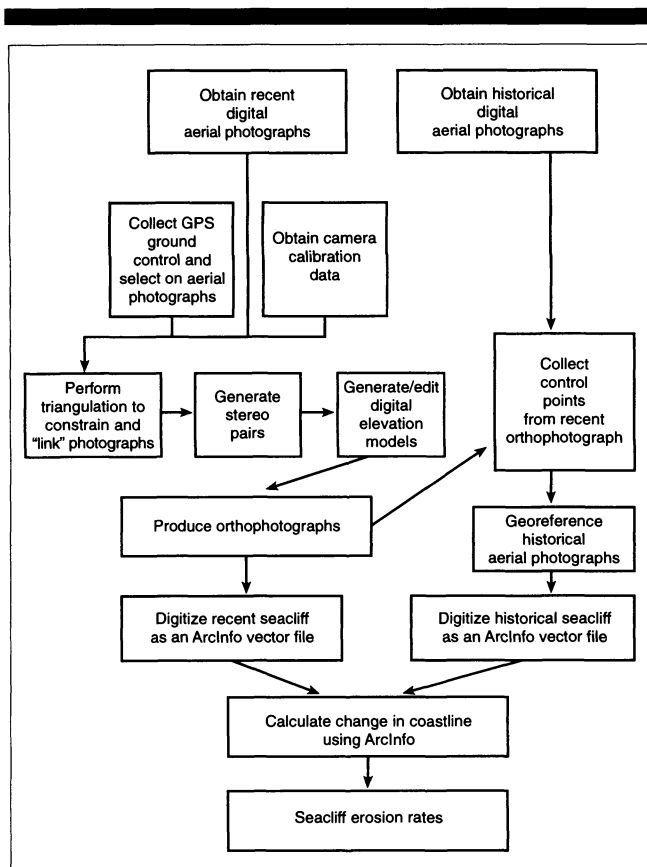 Obtain recent
digital
aerial photographs
Obtain historical
digital
aerial photographs
Collect GPS
ground
control and
select on aerial
photographs
Obtain camera
calibration
data
Perform
triangulation to
constrain and
"link" photographs
Generate
stereo
pairs
Generate/edit
digital
elevation
models
Collect
control
points
from recent
orthophotograph
Produce orthophotographs
Georeference
historical
aerial photographs
Digitize recent seacliff
as an ArcInfo vector file
Digitize historical seacliff
as an ArcInfo vector file
Calculate change in coastline
using ArcInfo
Seacliff erosion rates